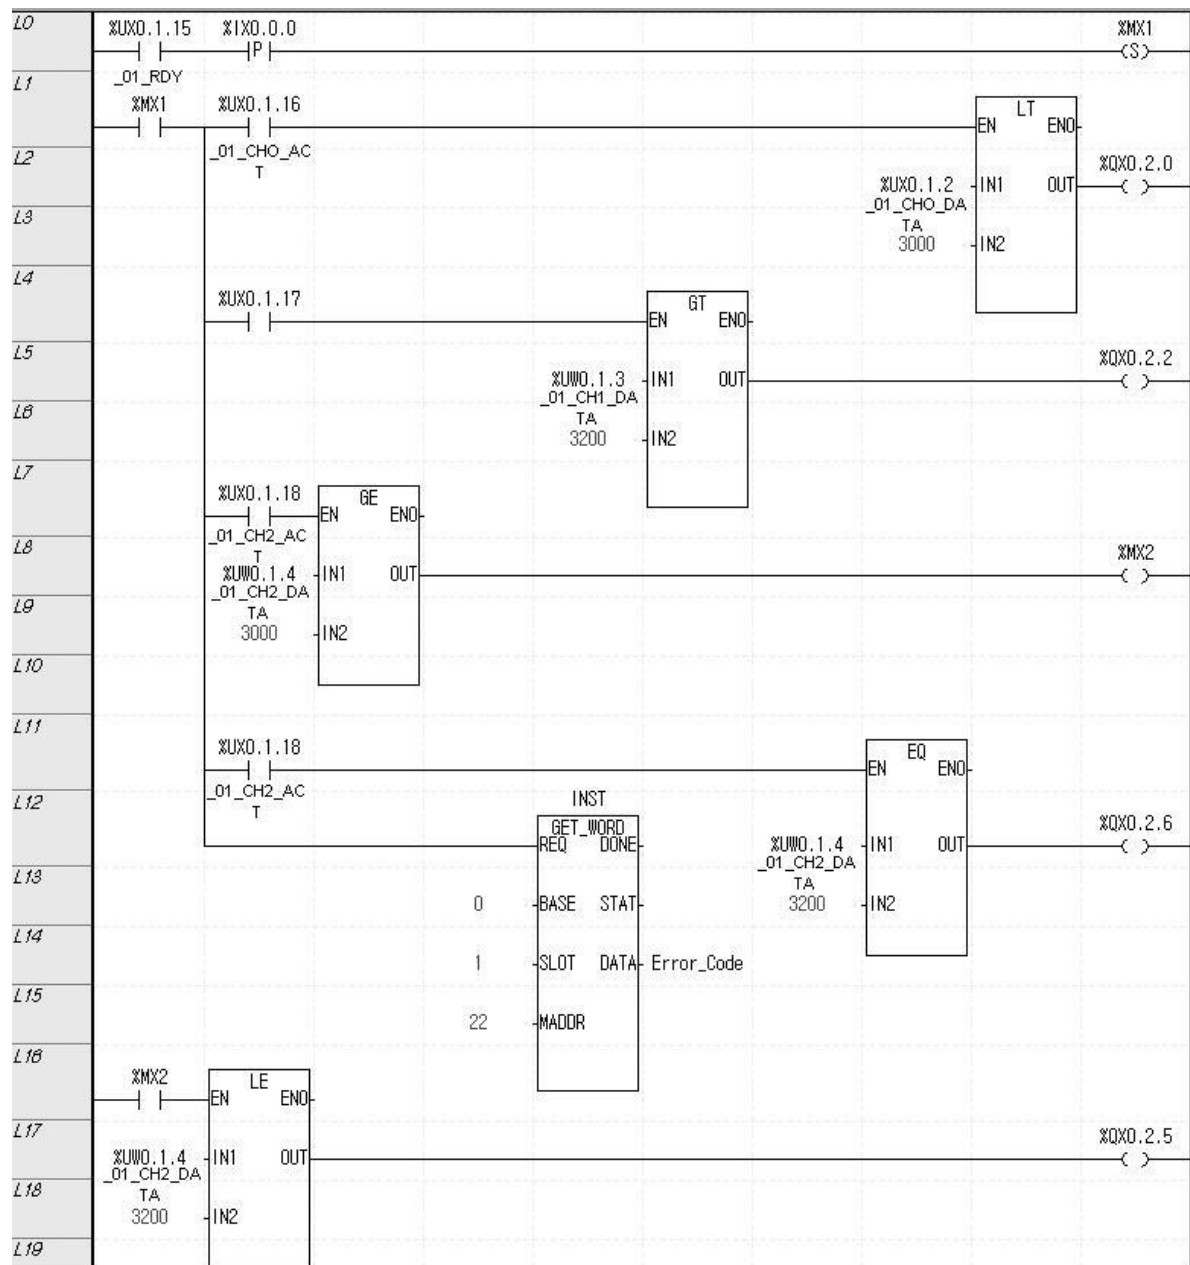 L0
%UX0.1.15 %IX0.0.0 %MX1
P (S)
_01_RDY
L1
%MX1 %UX0.1.16
LT
EN ENO
_01_CH0_AC
T
L2
%UX0.1.2 IN1 OUT %QX0.2.0
_01_CH0_DA
TA
L3
3000 IN2
L4
%UX0.1.17
GT
EN ENO
L5
%UW0.1.3 IN1 OUT %QX0.2.2
_01_CH1_DA
TA
L6
3200 IN2
L7
%UX0.1.18
GE
EN ENO
_01_CH2_AC
T
L8
%UW0.1.4 IN1 OUT %MX2
_01_CH2_DA
TA
L9
3000 IN2
L10
L11
%UX0.1.18
EQ
EN ENO
_01_CH2_AC
T
L12
INST
GET_WORD
REQ DONE
%UW0.1.4 IN1 OUT %QX0.2.6
_01_CH2_DA
TA
L13
0 BASE STAT
3200 IN2
L14
1 SLOT DATA Error_Code
L15
22 MADDR
L16
%MX2
LE
EN ENO
L17
%UW0.1.4 IN1 OUT %QX0.2.5
_01_CH2_DA
TA
L18
3200 IN2
L19